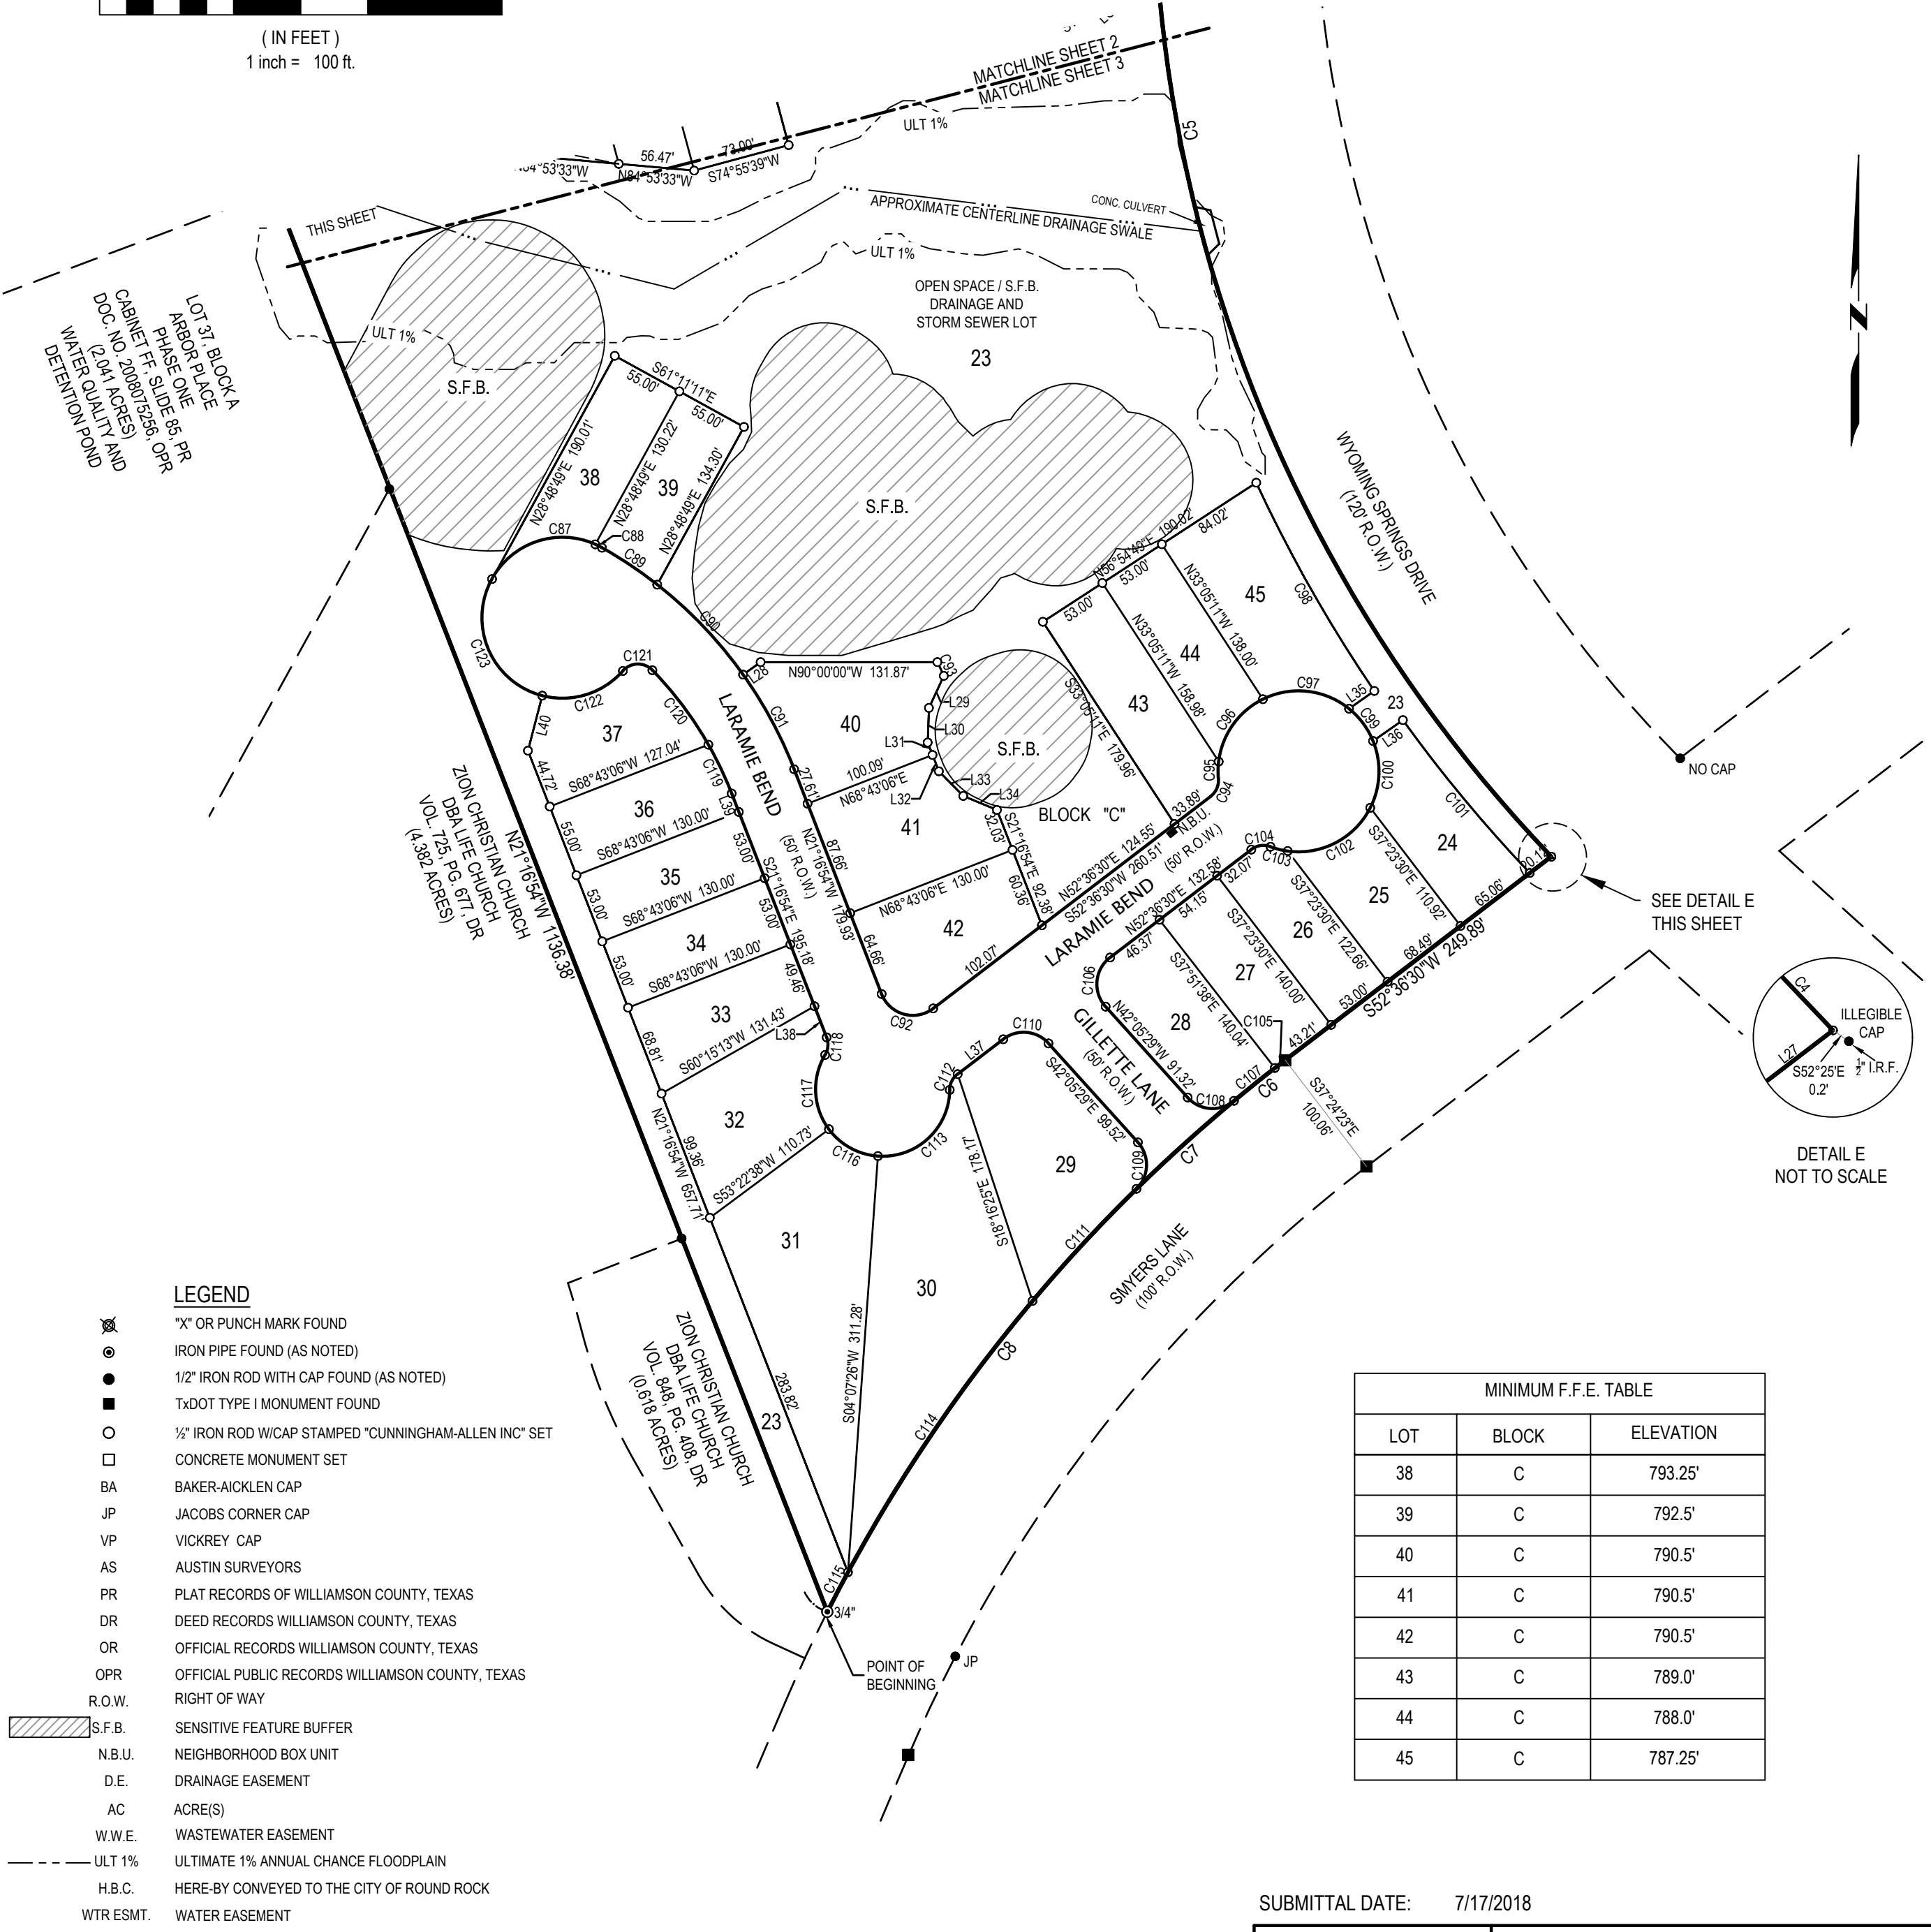 ( IN FEET )
1 inch = 100 ft.
MATCHLINE SHEET 2
MATCHLINE SHEET 3
THIS SHEET
56.47'
N84°53'33"W
73.00'
S74°55'39"W
ULT 1%
C5
APPROXIMATE CENTERLINE DRAINAGE SWALE
CONC. CULVERT
ULT 1%
ULT 1%
OPEN SPACE / S.F.B.
DRAINAGE AND
STORM SEWER LOT
23
N
LOT 37, BLOCK A
ARBOR PLACE
PHASE ONE
CABINET FF, SLIDE 85, PR
DOC. NO. 2008075256, OPR
(2.041 ACRES)
WATER QUALITY AND
DETENTION POND
S.F.B.
S61°11'11"E
55.00'
55.00'
N28°48'49"E 190.01'
38
N28°48'49"E 130.22'
39
N28°48'49"E 134.30'
S.F.B.
WYOMING SPRINGS DRIVE
(120' R.O.W.)
C87
C88
C89
C90
C123
C121
C122
C120
L40
37
L28
N90°00'00"W 131.87'
C93
L29
L30
L31
L32
L33
L34
S.F.B.
C91
40
LARAMIE BEND
(50' R.O.W.)
N56°54'49"E 190.02'
84.02'
53.00'
53.00'
45
N33°05'11"W 138.00'
44
N33°05'11"W 158.98'
43
S33°05'11"E 179.96'
C98
C97
C96
C95
C94
L35
23
C99
L36
C100
C101
NO CAP
44.72'
S68°43'06"W 127.04'
C119
L39
36
55.00'
S68°43'06"W 130.00'
53.00'
35
53.00'
S68°43'06"W 130.00'
S21°16'54"E 195.18'
53.00'
34
53.00'
S68°43'06"W 130.00'
49.46'
33
68.81'
S60°15'13"W 131.43'
L38
C118
27.61'
100.09'
N68°43'06"E
41
N21°16'54"W 179.93'
87.66'
N68°43'06"E 130.00'
32.03'
S21°16'54"E 92.38'
60.36'
64.66'
42
102.07'
C92
BLOCK "C"
33.89'
N.B.U.
N52°36'30"E 124.55'
S52°36'30"W 260.51'
LARAMIE BEND
(50' R.O.W.)
N52°36'30"E 132.58'
32.07'
54.15'
46.37'
C104
C103
C102
24
S37°23'30"E 110.92'
25
S37°23'30"E 122.66'
26
S37°23'30"E 140.00'
27
S37°51'38"E 140.04'
28
20.12'
65.06'
68.49'
S52°36'30"W 249.89'
53.00'
43.21'
C105
SEE DETAIL E
THIS SHEET
ZION CHRISTIAN CHURCH
DBA LIFE CHURCH
VOL. 725, PG. 677, DR
(4.382 ACRES)
N21°16'54"W 1136.38'
C106
N42°05'29"W 91.32'
GILLETTE LANE
(50' R.O.W.)
C107
C108
C6
C7
S37°24'23"E
100.06'
C110
L37
S42°05'29"E 99.52'
C109
29
C112
C113
C117
C116
32
N21°16'54"W 657.71'
99.36'
S53°22'38"W 110.73'
S18°16'25"E 178.17'
C111
31
30
S04°07'26"W 311.28'
283.82'
23
C8
C114
C115
SMYERS LANE
(100' R.O.W.)
ZION CHRISTIAN CHURCH
DBA LIFE CHURCH
VOL. 848, PG. 408, DR
(0.618 ACRES)
3/4"
POINT OF
BEGINNING
JP
C4
L27
ILLEGIBLE
CAP
½" I.R.F.
S52°25'E
0.2'
DETAIL E
NOT TO SCALE
LEGEND
"X" OR PUNCH MARK FOUND
IRON PIPE FOUND (AS NOTED)
1/2" IRON ROD WITH CAP FOUND (AS NOTED)
TxDOT TYPE I MONUMENT FOUND
½" IRON ROD W/CAP STAMPED "CUNNINGHAM-ALLEN INC" SET
CONCRETE MONUMENT SET
BA BAKER-AICKLEN CAP
JP JACOBS CORNER CAP
VP VICKREY CAP
AS AUSTIN SURVEYORS
PR PLAT RECORDS OF WILLIAMSON COUNTY, TEXAS
DR DEED RECORDS WILLIAMSON COUNTY, TEXAS
OR OFFICIAL RECORDS WILLIAMSON COUNTY, TEXAS
OPR OFFICIAL PUBLIC RECORDS WILLIAMSON COUNTY, TEXAS
R.O.W. RIGHT OF WAY
S.F.B. SENSITIVE FEATURE BUFFER
N.B.U. NEIGHBORHOOD BOX UNIT
D.E. DRAINAGE EASEMENT
AC ACRE(S)
W.W.E. WASTEWATER EASEMENT
ULT 1% ULTIMATE 1% ANNUAL CHANCE FLOODPLAIN
H.B.C. HERE-BY CONVEYED TO THE CITY OF ROUND ROCK
WTR ESMT. WATER EASEMENT
MINIMUM F.F.E. TABLE
LOT BLOCK ELEVATION
38 C 793.25'
39 C 792.5'
40 C 790.5'
41 C 790.5'
42 C 790.5'
43 C 789.0'
44 C 788.0'
45 C 787.25'
SUBMITTAL DATE: 7/17/2018